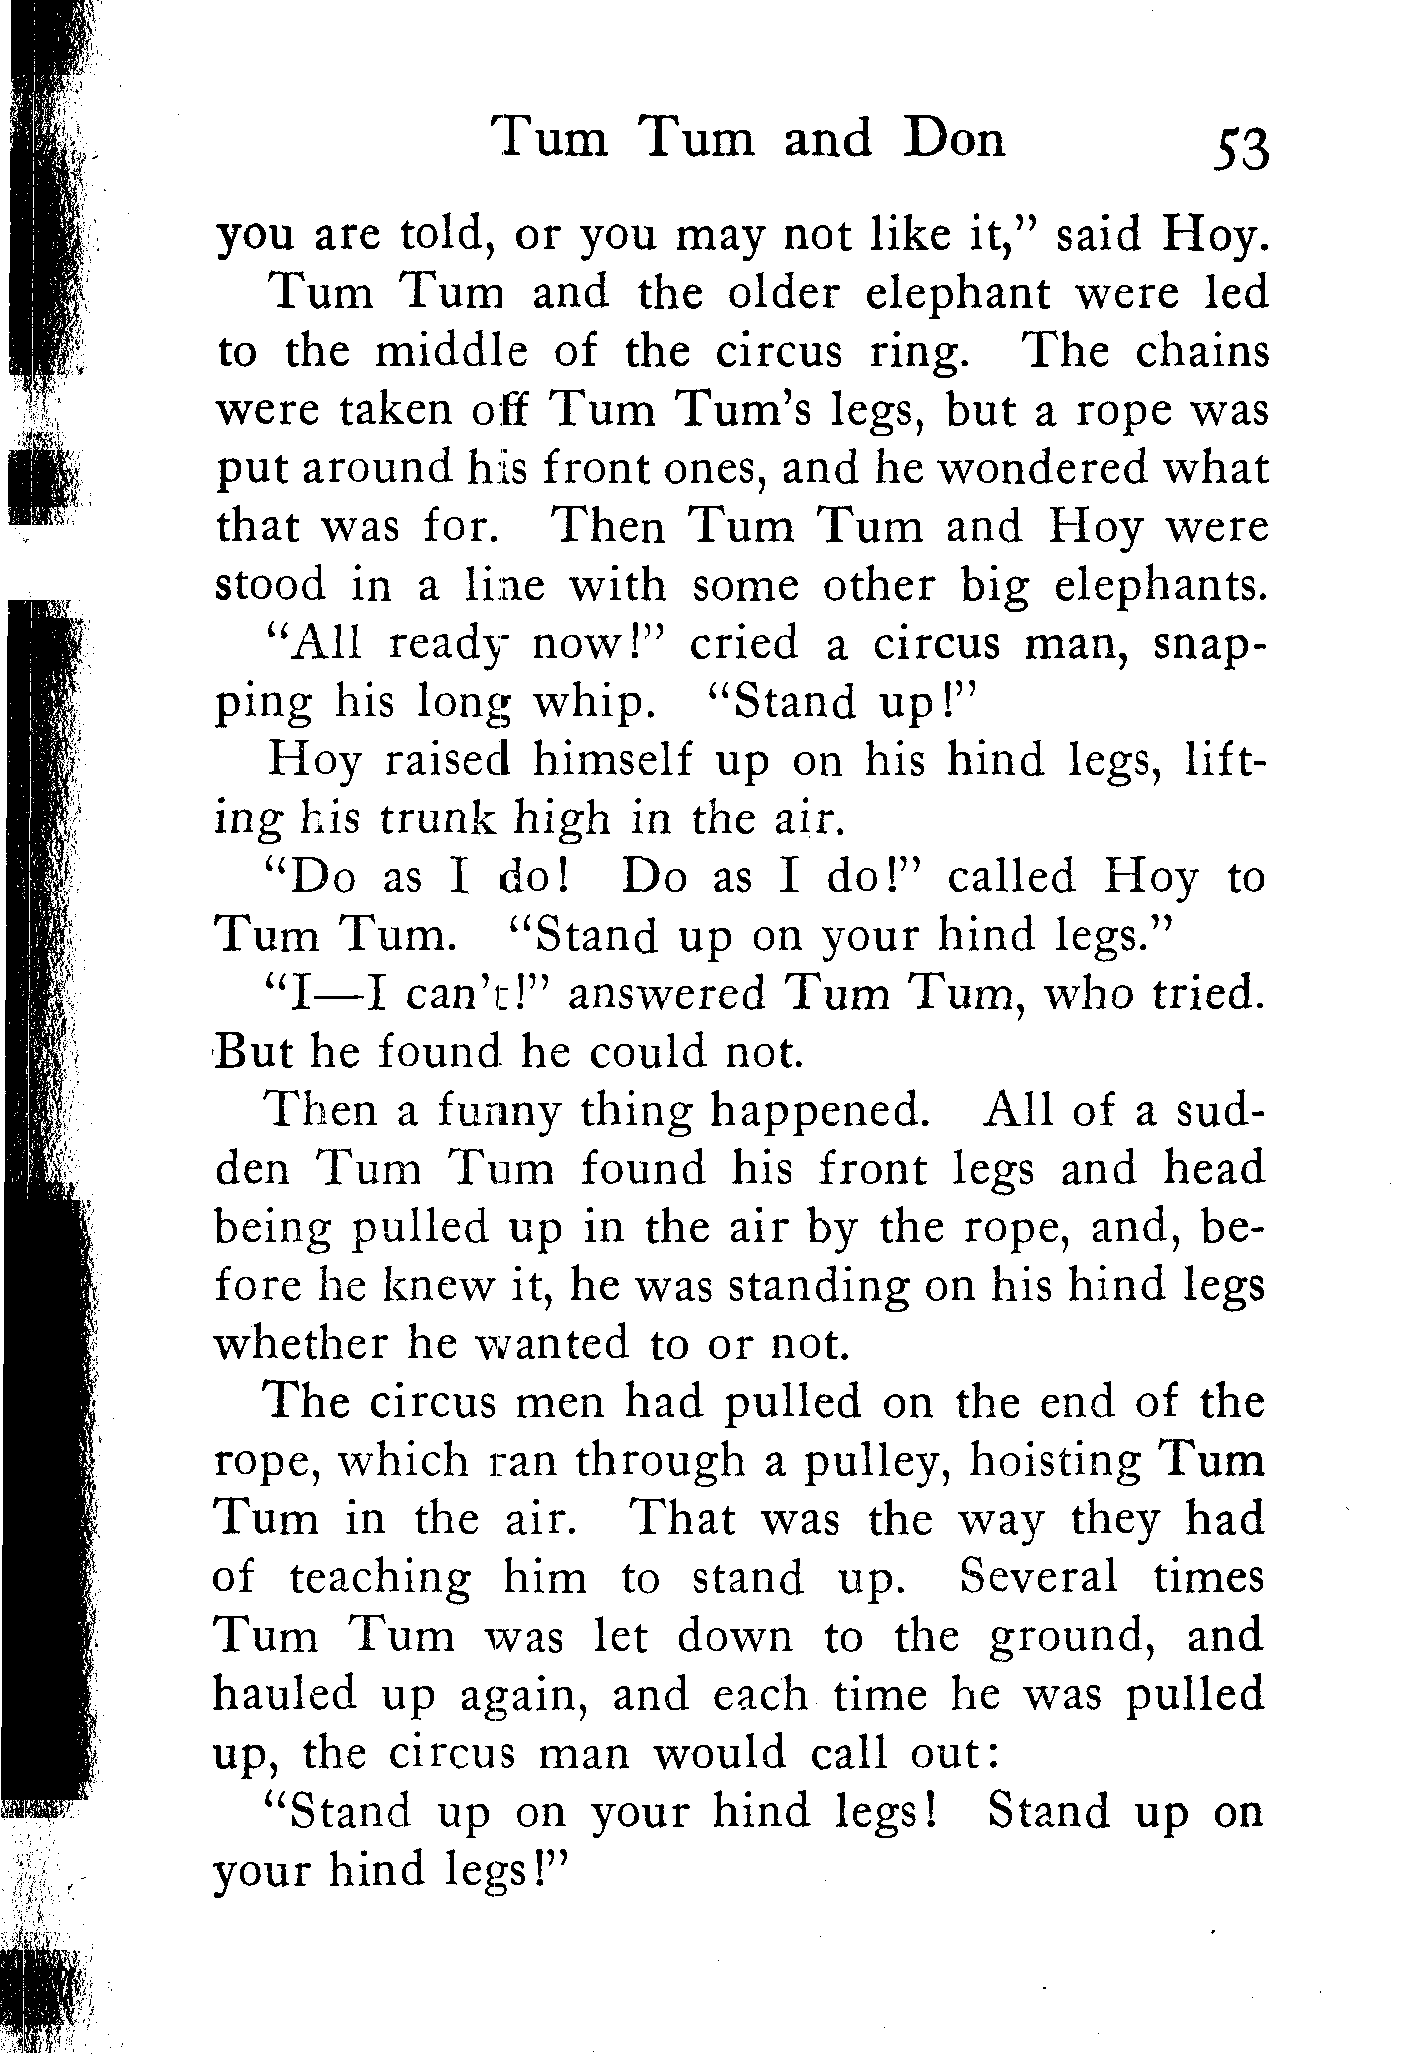 Tum Tum and Don 53
you are told, or you may not like it,” said Hoy.
Tum Tum and the older elephant were led
to the middle of the circus ring. The chains
were taken off Tum Tum's legs, but a rope was
put around his front ones, and he wondered what
that was for. Then Tum Tum and Hoy were
stood in a line with some other big elephants.
“All ready now!” cried a circus man, snap-
ping his long whip. “Stand up!”
Hoy raised himself up on his hind legs, lift-
ing his trunk high in the air.
“Do as I do! Do as I do!” called Hoy to
Tum Tum. “Stand up on your hind legs.”
“I—I can't!” answered Tum Tum, who tried.
But he found he could not.
Then a funny thing happened. All of a sud-
den Tum Tum found his front legs and head
being pulled up in the air by the rope, and, be-
fore he knew it, he was standing on his hind legs
whether he wanted to or not.
The circus men had pulled on the end of the
rope, which ran through a pulley, hoisting Tum
Tum in the air. That was the way they had
of teaching him to stand up. Several times
Tum Tum was let down to the ground, and
hauled up again, and each time he was pulled
up, the circus man would call out:
“Stand up on your hind legs! Stand up on
your hind legs!”